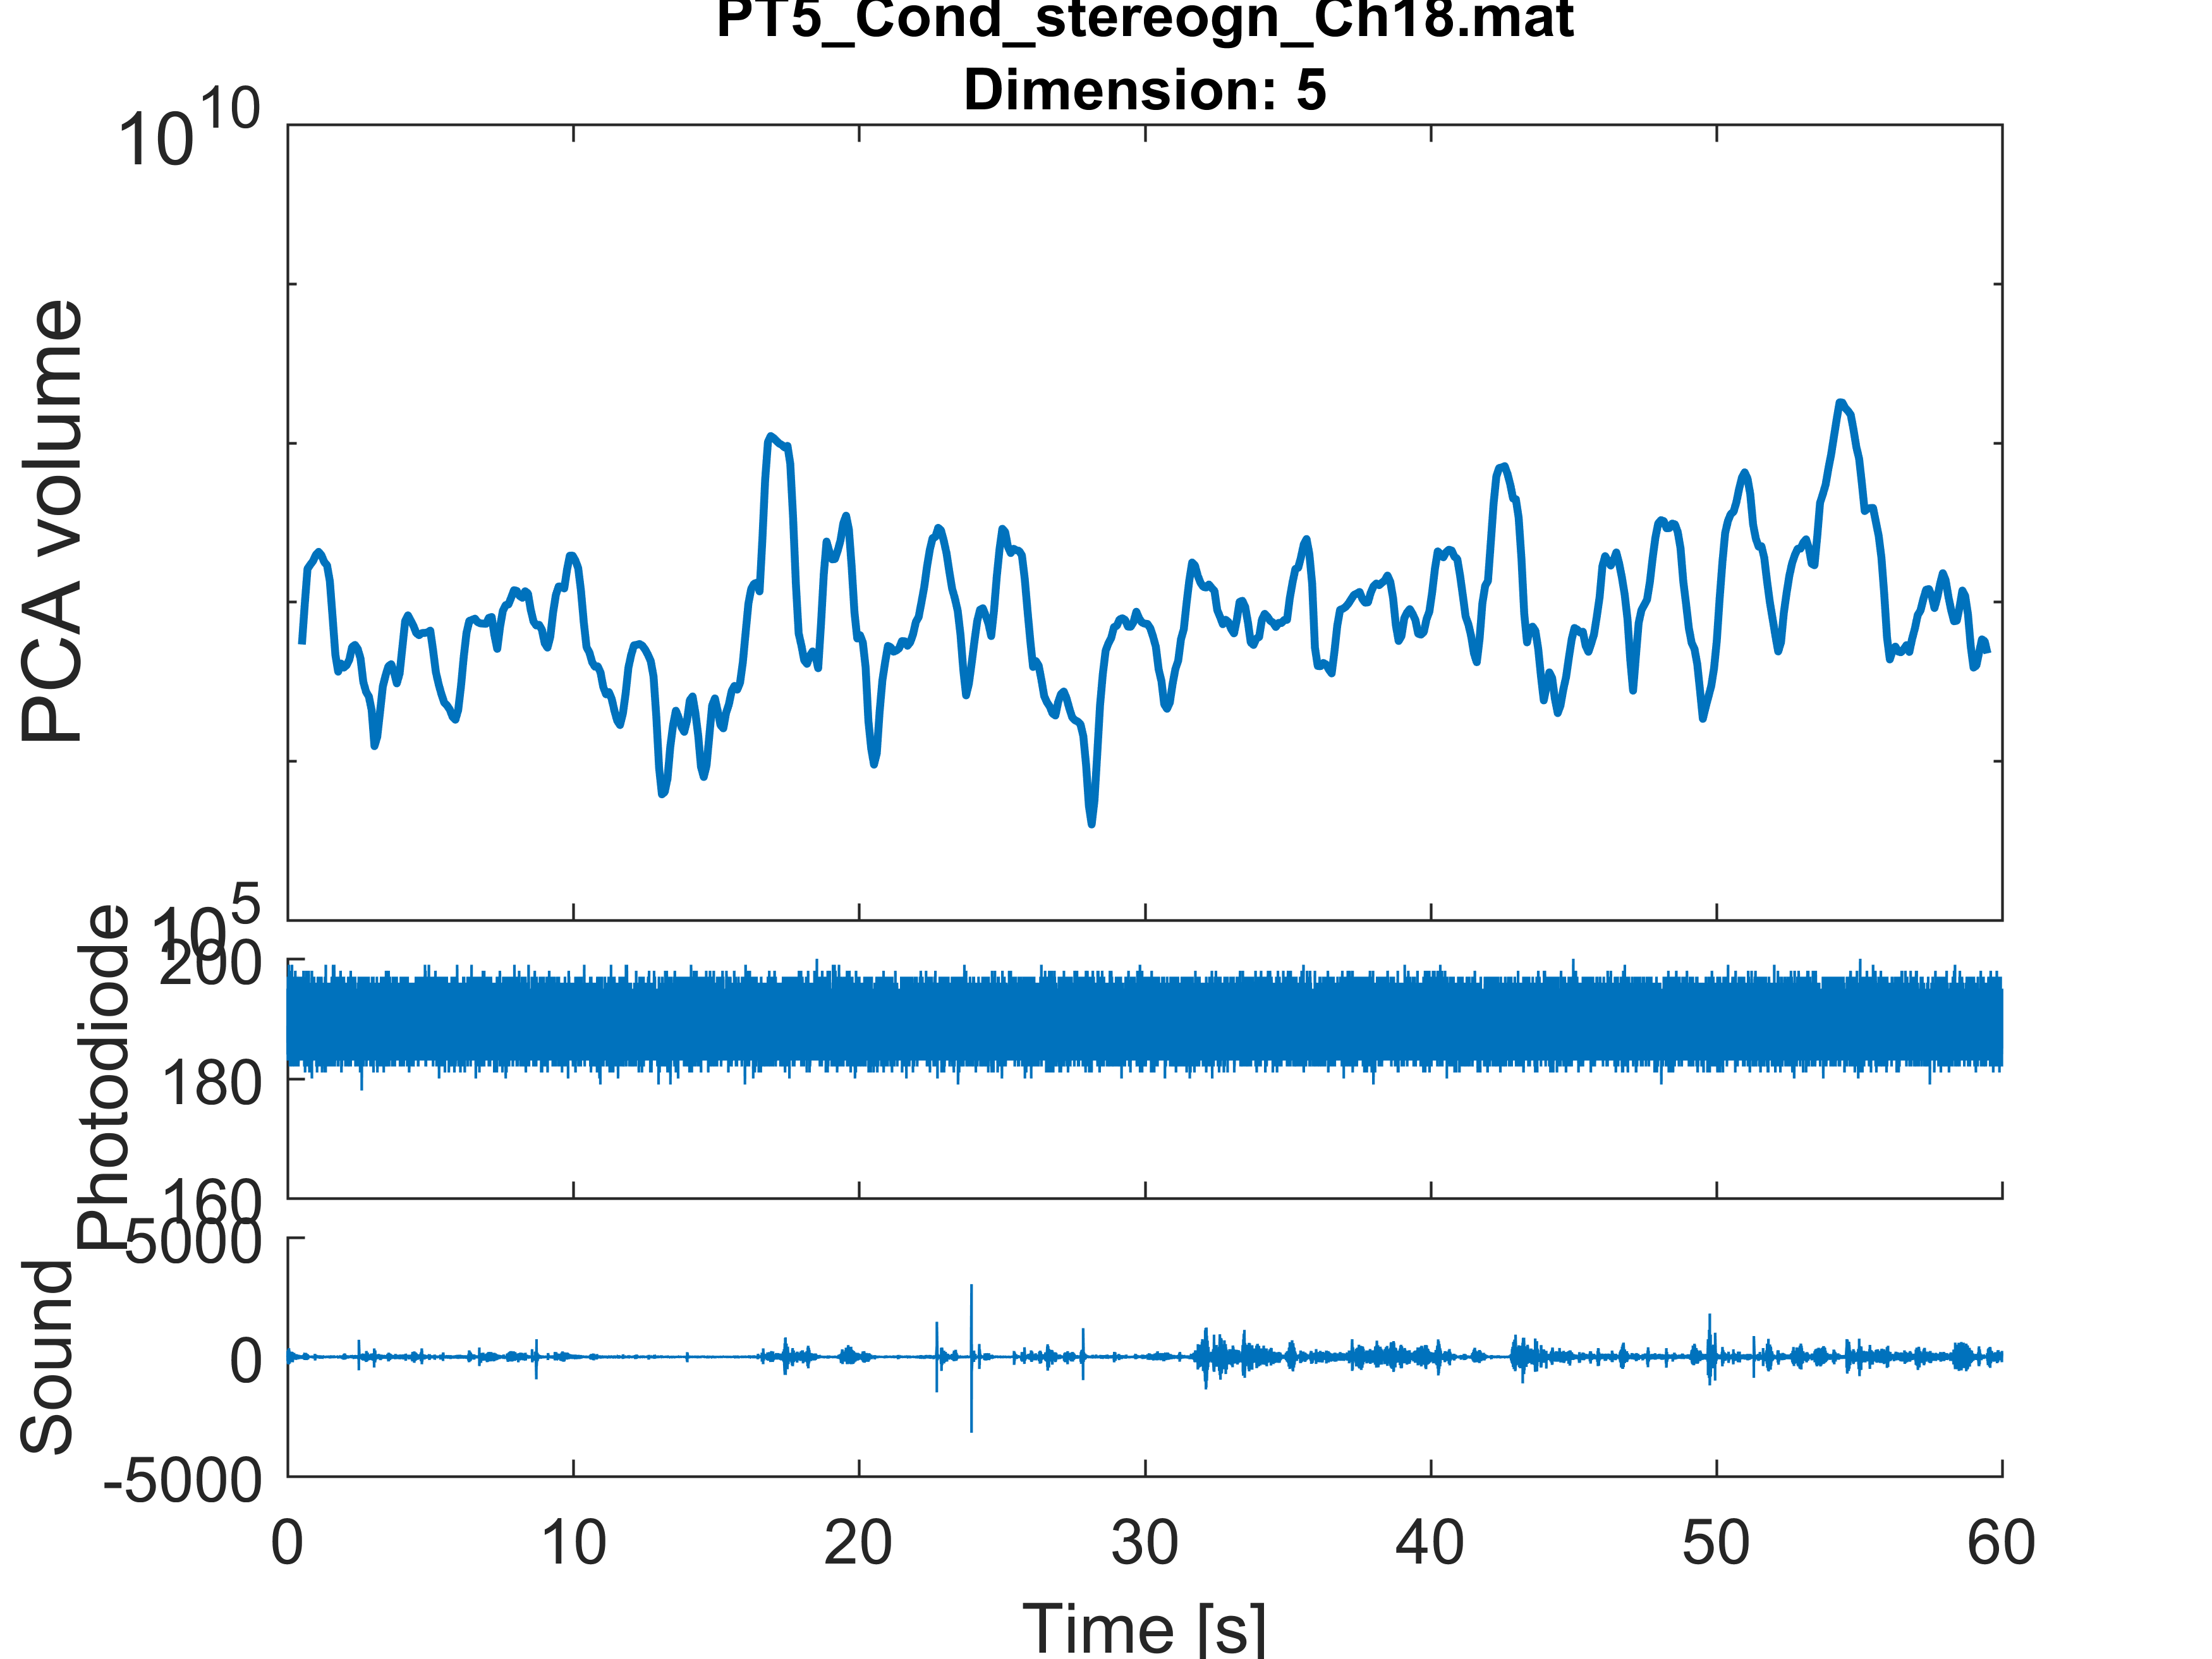 PT5_Cond_stereogn_Ch18.mat
Dimension: 5
10^10
PCA volume
10^5
200
Photodiode
180
160
5000
Sound
0
-5000
0 10 20 30 40 50 60
Time [s]